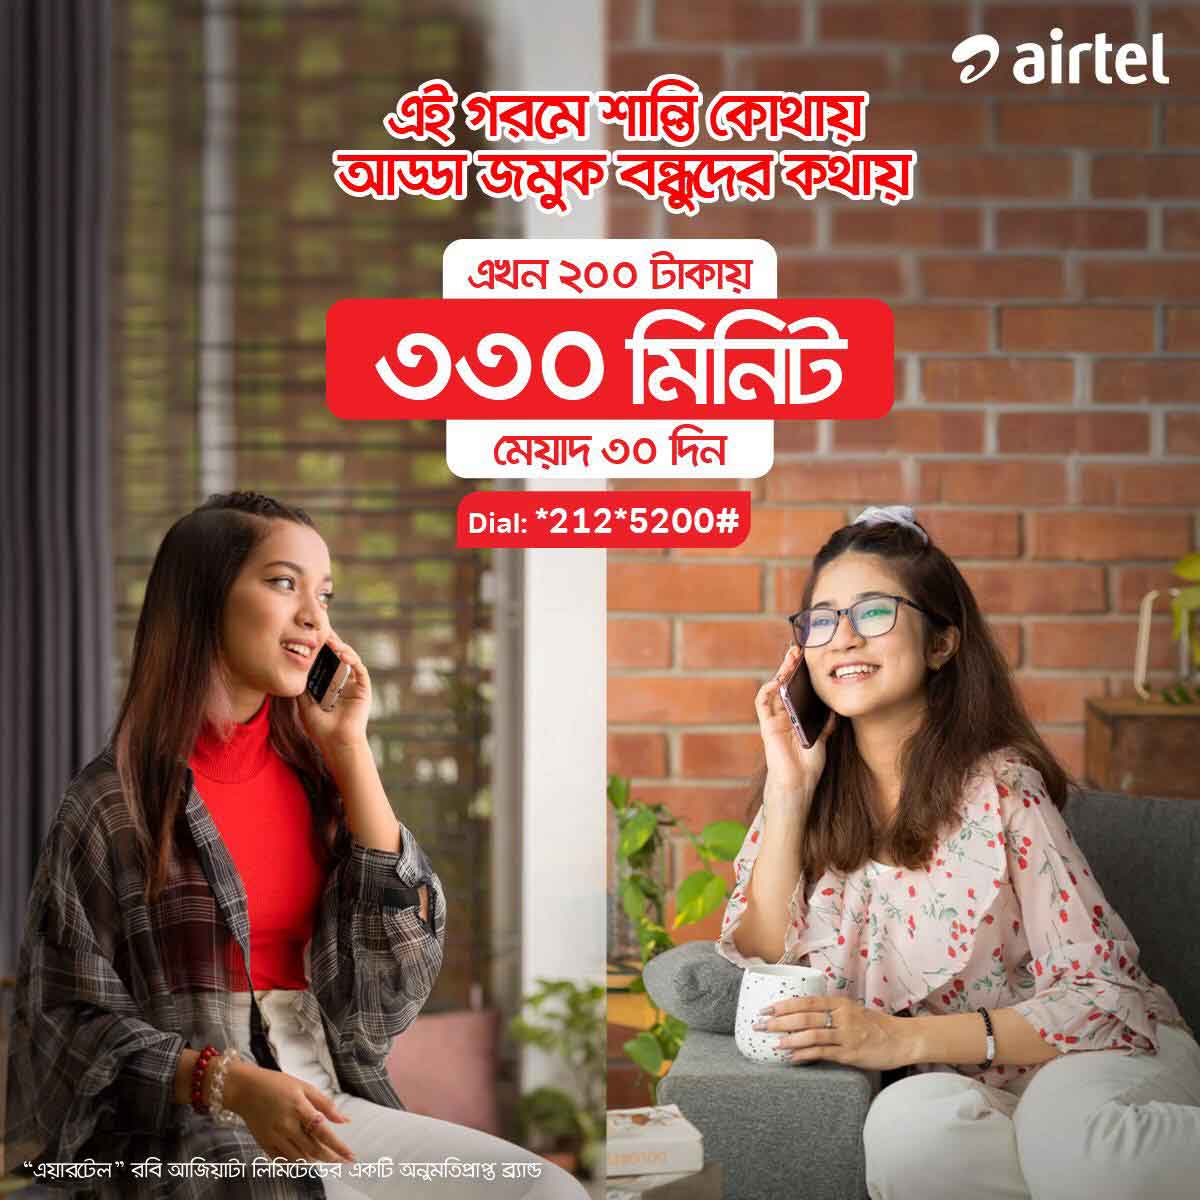 airtel
এই গরমে শান্তি কোথায়
আড্ডা জমুক বন্ধুদের কথায়
এখন ২০০ টাকায়
৩৩০ মিনিট
মেয়াদ ৩০ দিন
Dial: *212*5200#
“এয়ারটেল” রবি আজিয়াটা লিমিটেডের একটি অনুমতিপ্রাপ্ত ব্র্যান্ড